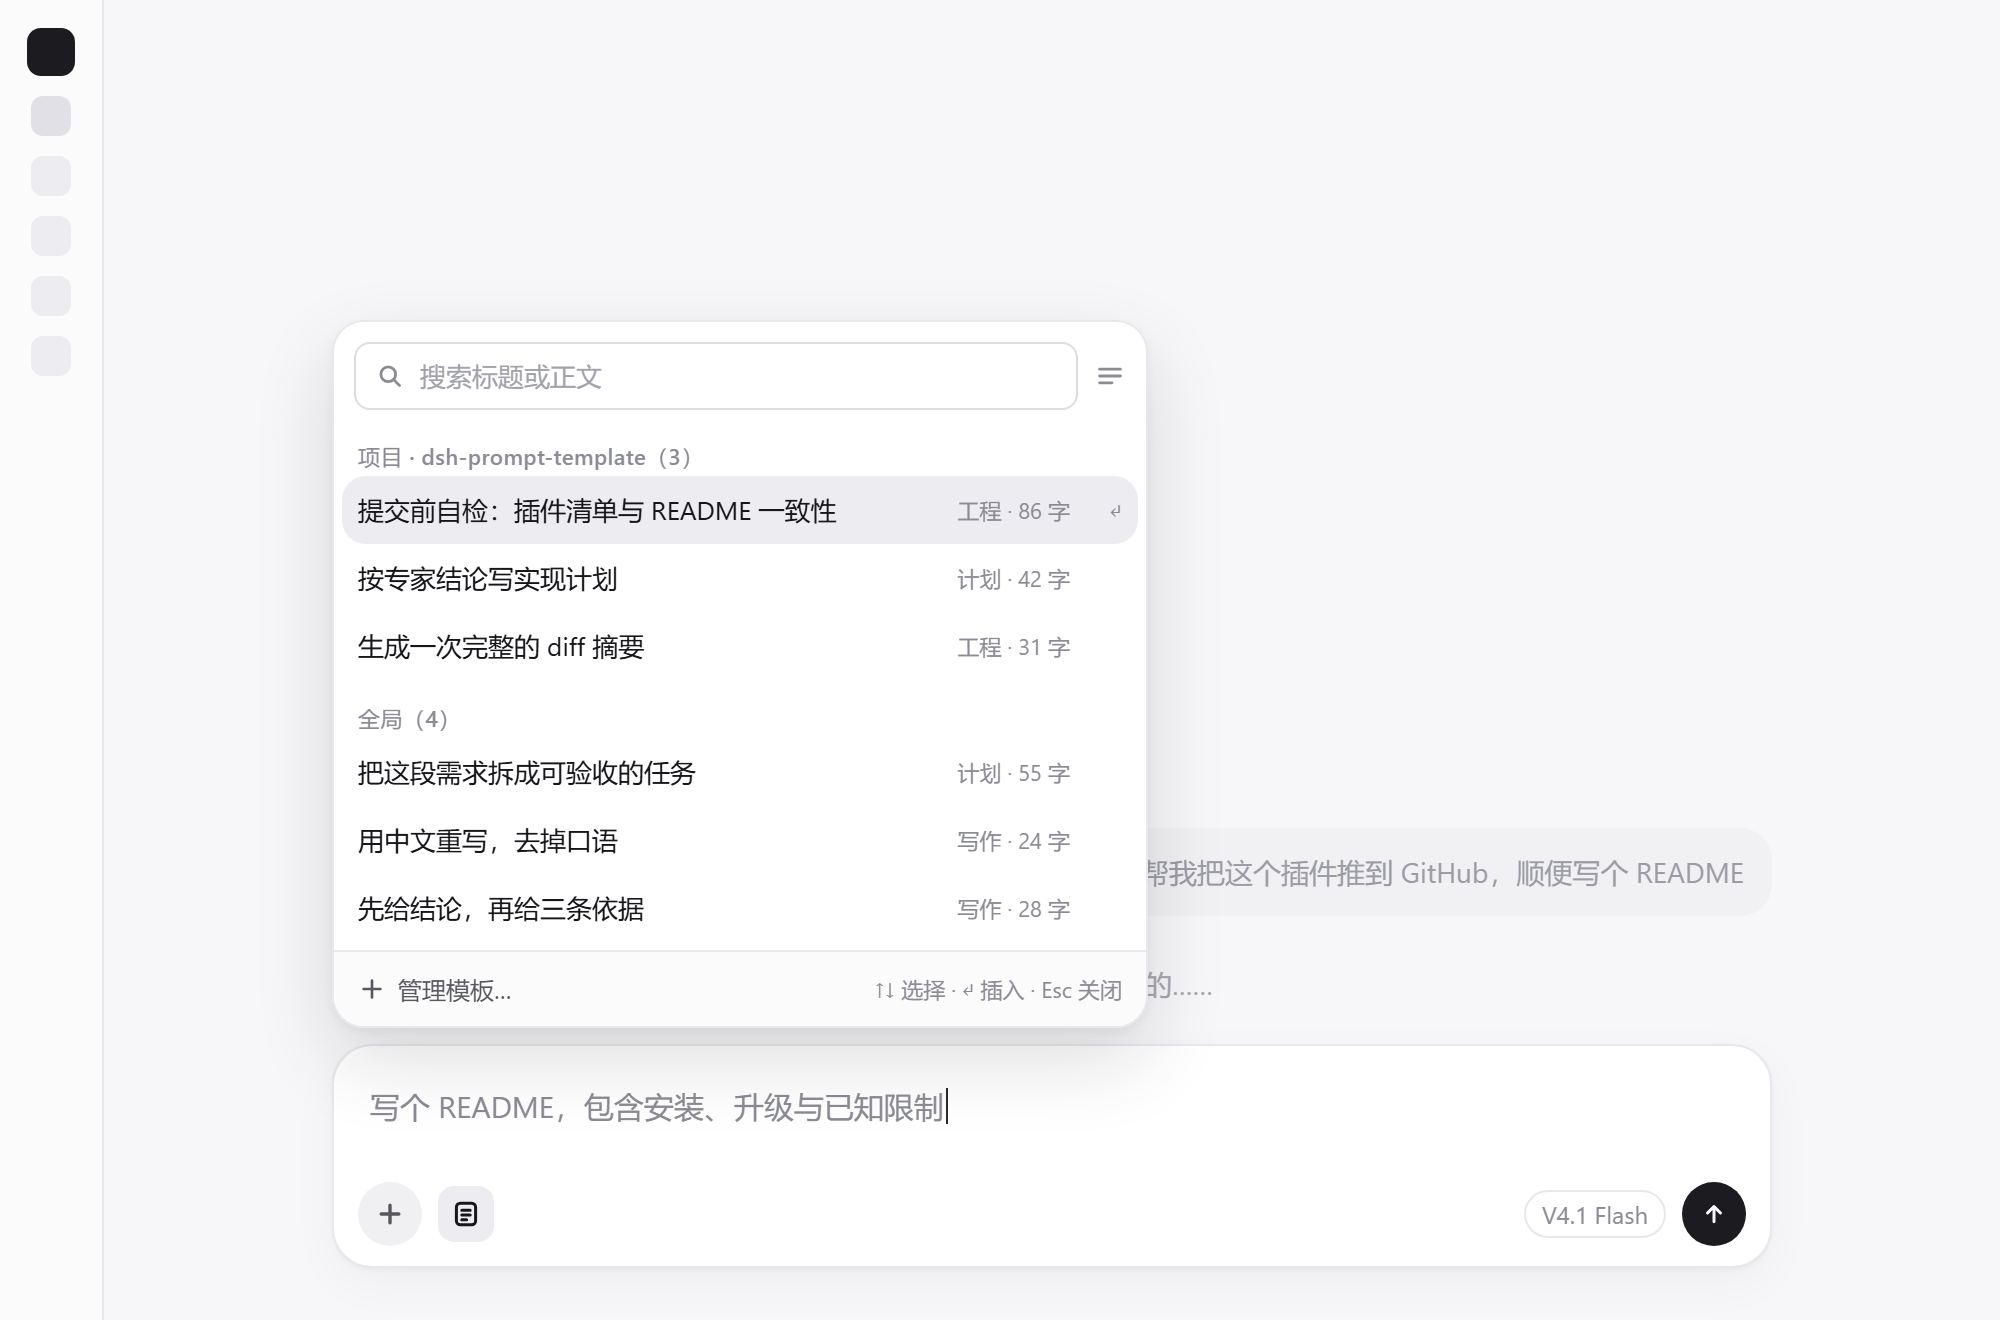 搜索标题或正文
项目 · dsh-prompt-template（3）
提交前自检：插件清单与 README 一致性 工程 · 86 字 ↵
按专家结论写实现计划 计划 · 42 字
生成一次完整的 diff 摘要 工程 · 31 字
全局（4）
把这段需求拆成可验收的任务 计划 · 55 字
用中文重写，去掉口语 写作 · 24 字
帮我把这个插件推到 GitHub，顺便写个 README
先给结论，再给三条依据 写作 · 28 字
管理模板... ↑↓ 选择 · ↵ 插入 · Esc 关闭
的......
写个 README，包含安装、升级与已知限制
V4.1 Flash